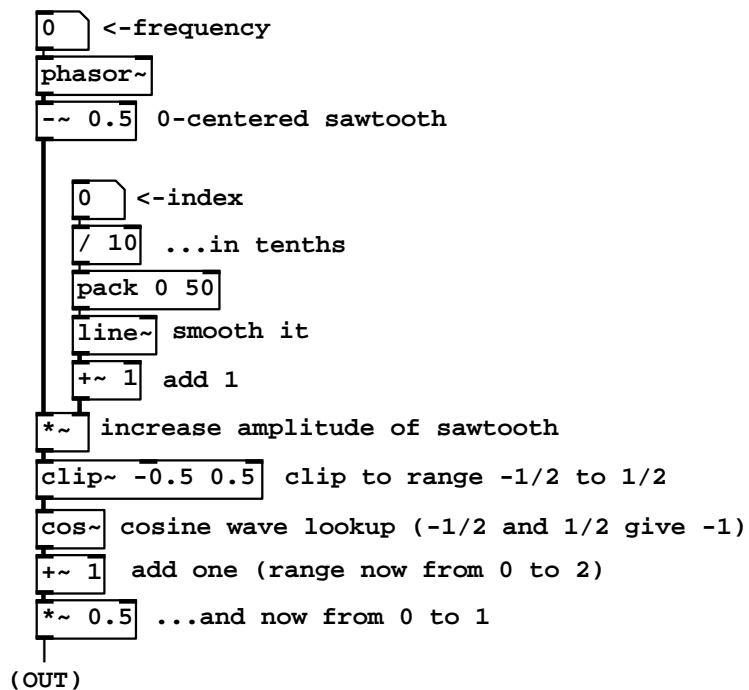 0 <-frequency
phasor~
-~ 0.5 0-centered sawtooth
0 <-index
/ 10 ...in tenths
pack 0 50
line~ smooth it
+~ 1 add 1
*~ increase amplitude of sawtooth
clip~ -0.5 0.5 clip to range -1/2 to 1/2
cos~ cosine wave lookup (-1/2 and 1/2 give -1)
+~ 1 add one (range now from 0 to 2)
*~ 0.5 ...and now from 0 to 1
(OUT)